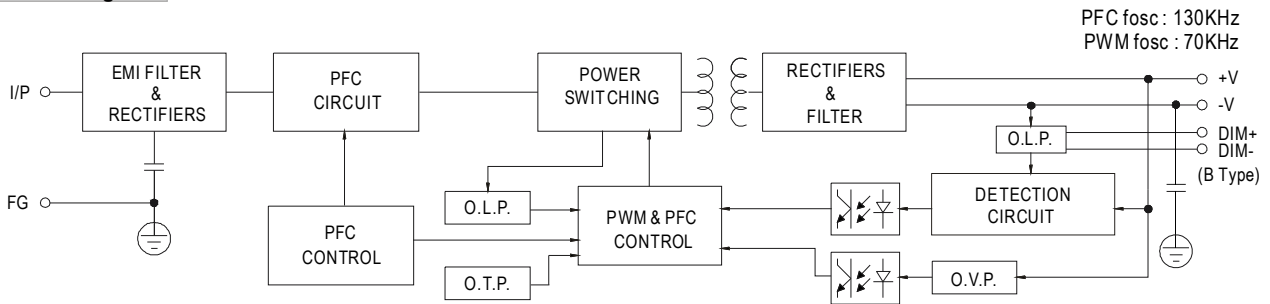 PFC fosc : 130KHz
PWM fosc : 70KHz
I/P
EMI FILTER
&
RECTIFIERS
PFC
CIRCUIT
POWER
SWITCHING
RECTIFIERS
&
FILTER
+V
-V
DIM+
DIM-
(B Type)
O.L.P.
FG
PFC
CONTROL
O.L.P.
O.T.P.
PWM & PFC
CONTROL
DETECTION
CIRCUIT
O.V.P.